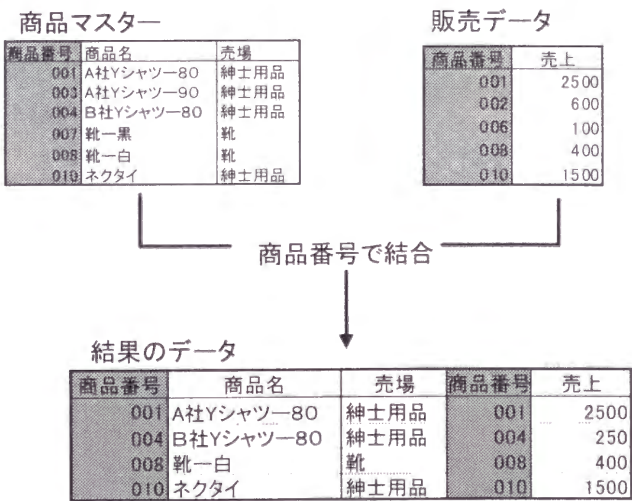 商品マスター
商品番号 商品名 売場
001 A社Yシャツ―80 紳士用品
003 A社Yシャツ―90 紳士用品
004 B社Yシャツ―80 紳士用品
007 靴―黒 靴
008 靴―白 靴
010 ネクタイ 紳士用品
販売データ
商品番号 売上
001 2500
002 600
006 100
008 400
010 1500
商品番号で結合
結果のデータ
商品番号 商品名 売場 商品番号 売上
001 A社Yシャツ―80 紳士用品 001 2500
004 B社Yシャツ―80 紳士用品 004 250
008 靴―白 靴 008 400
010 ネクタイ 紳士用品 010 1500